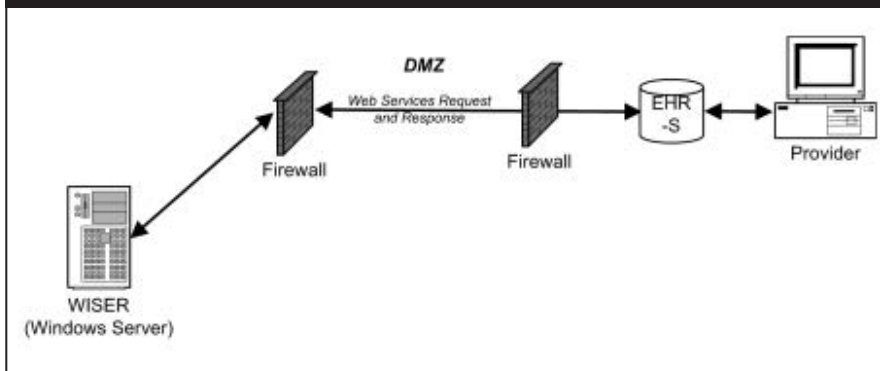 DMZ
Web Services Request
and Response
Firewall
Firewall
EHR
-S
Provider
WISER
(Windows Server)